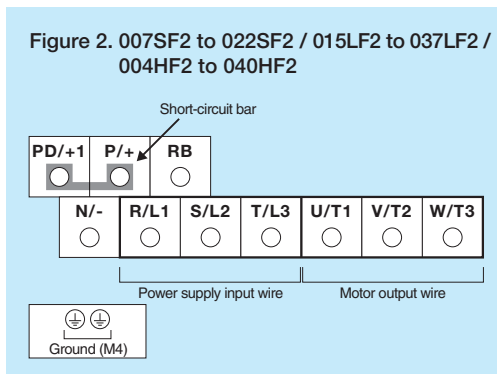 Figure 2. 007SF2 to 022SF2 / 015LF2 to 037LF2 /
004HF2 to 040HF2
Short-circuit bar
PD/+1 P/+ RB
N/- R/L1 S/L2 T/L3 U/T1 V/T2 W/T3
Power supply input wire Motor output wire
Ground (M4)